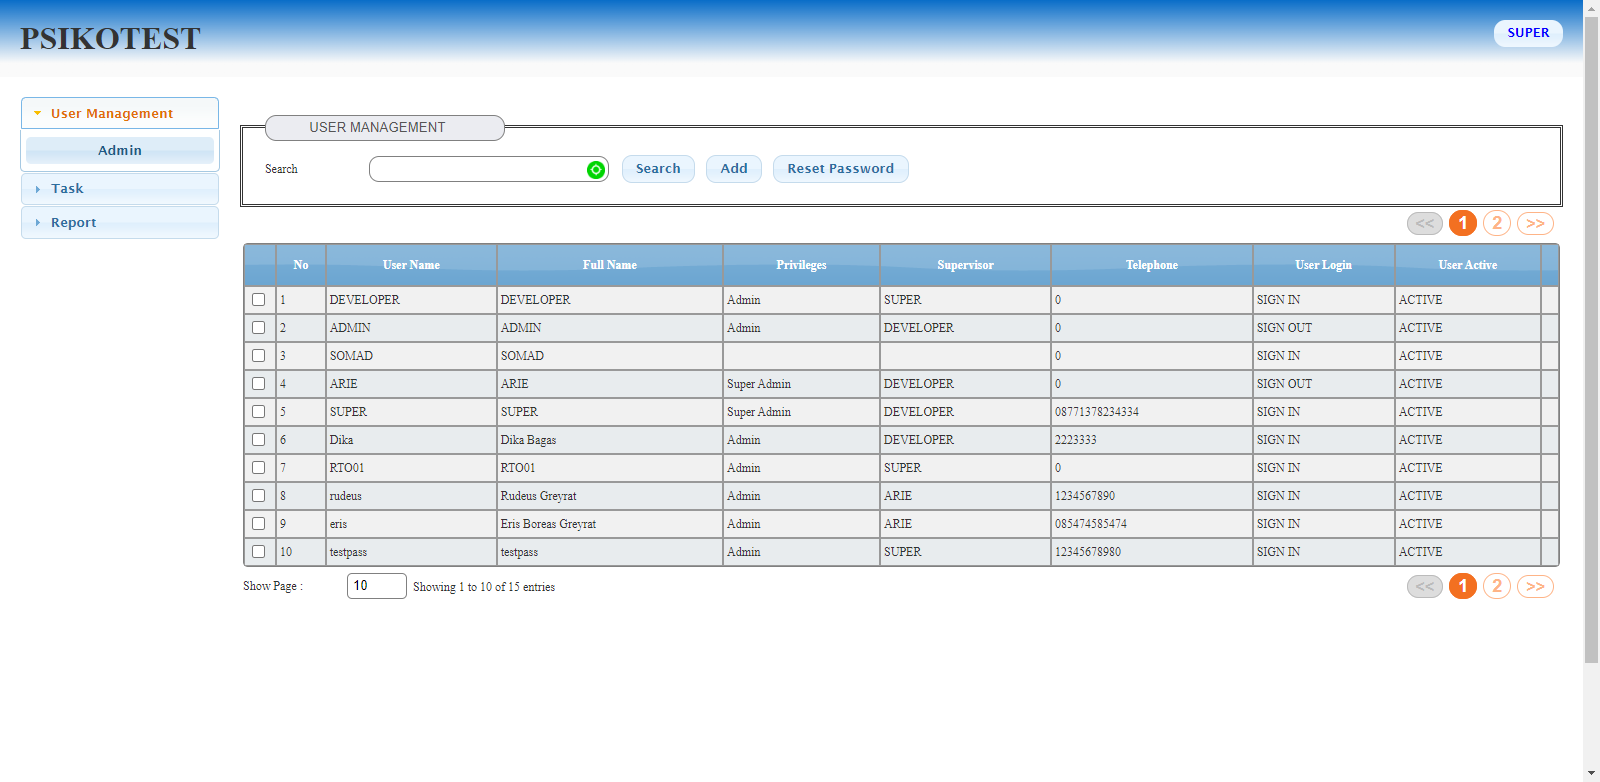 PSIKOTEST
SUPER
User Management
Admin
Task
Report
USER MANAGEMENT
Search Search Add Reset Password
<< 1 2 >>
No User Name Full Name Privileges Supervisor Telephone User Login User Active
1 DEVELOPER DEVELOPER Admin SUPER 0 SIGN IN ACTIVE
2 ADMIN ADMIN Admin DEVELOPER 0 SIGN OUT ACTIVE
3 SOMAD SOMAD 0 SIGN IN ACTIVE
4 ARIE ARIE Super Admin DEVELOPER 0 SIGN OUT ACTIVE
5 SUPER SUPER Super Admin DEVELOPER 08771378234334 SIGN IN ACTIVE
6 Dika Dika Bagas Admin DEVELOPER 2223333 SIGN IN ACTIVE
7 RTO01 RTO01 Admin SUPER 0 SIGN IN ACTIVE
8 rudeus Rudeus Greyrat Admin ARIE 1234567890 SIGN IN ACTIVE
9 eris Eris Boreas Greyrat Admin ARIE 085474585474 SIGN IN ACTIVE
10 testpass testpass Admin SUPER 12345678980 SIGN IN ACTIVE
Show Page : 10 Showing 1 to 10 of 15 entries
<< 1 2 >>